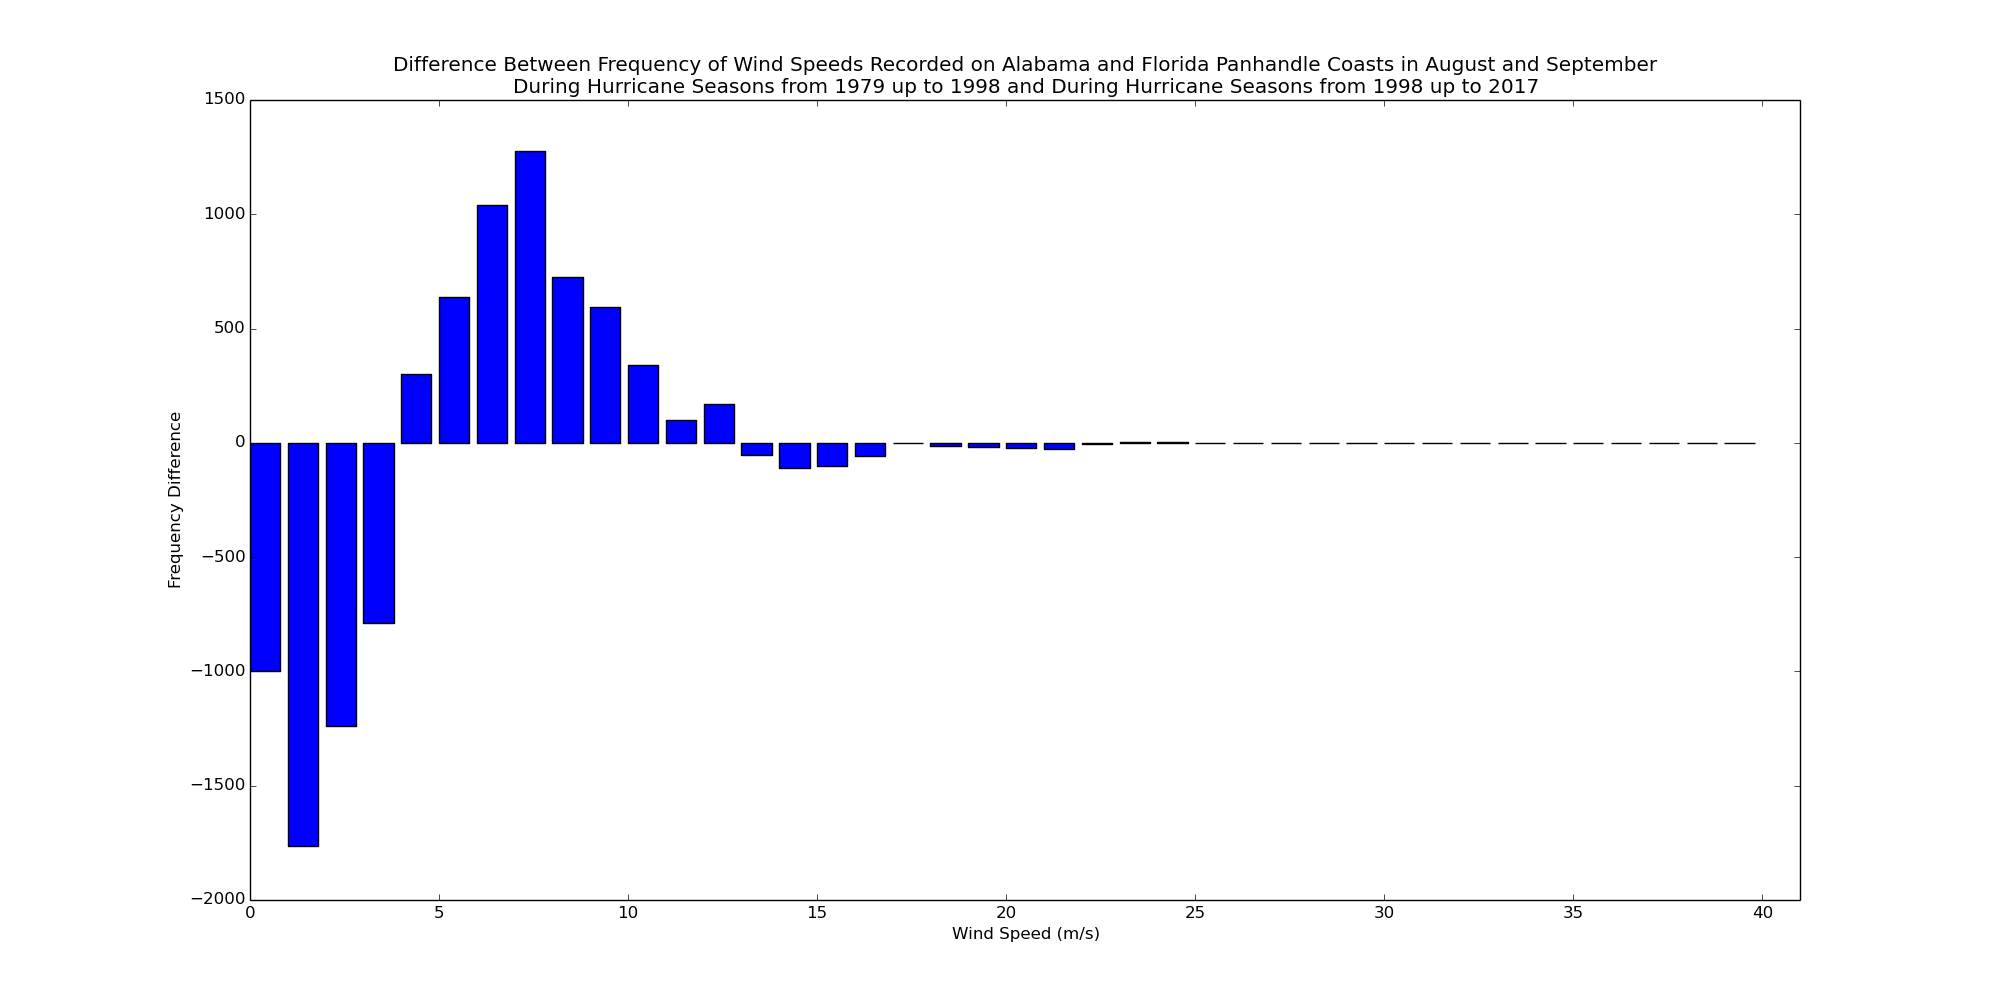 Difference Between Frequency of Wind Speeds Recorded on Alabama and Florida Panhandle Coasts in August and September
During Hurricane Seasons from 1979 up to 1998 and During Hurricane Seasons from 1998 up to 2017
1500
1000
500
0
−500
−1000
−1500
−2000
Frequency Difference
0 5 10 15 20 25 30 35 40
Wind Speed (m/s)